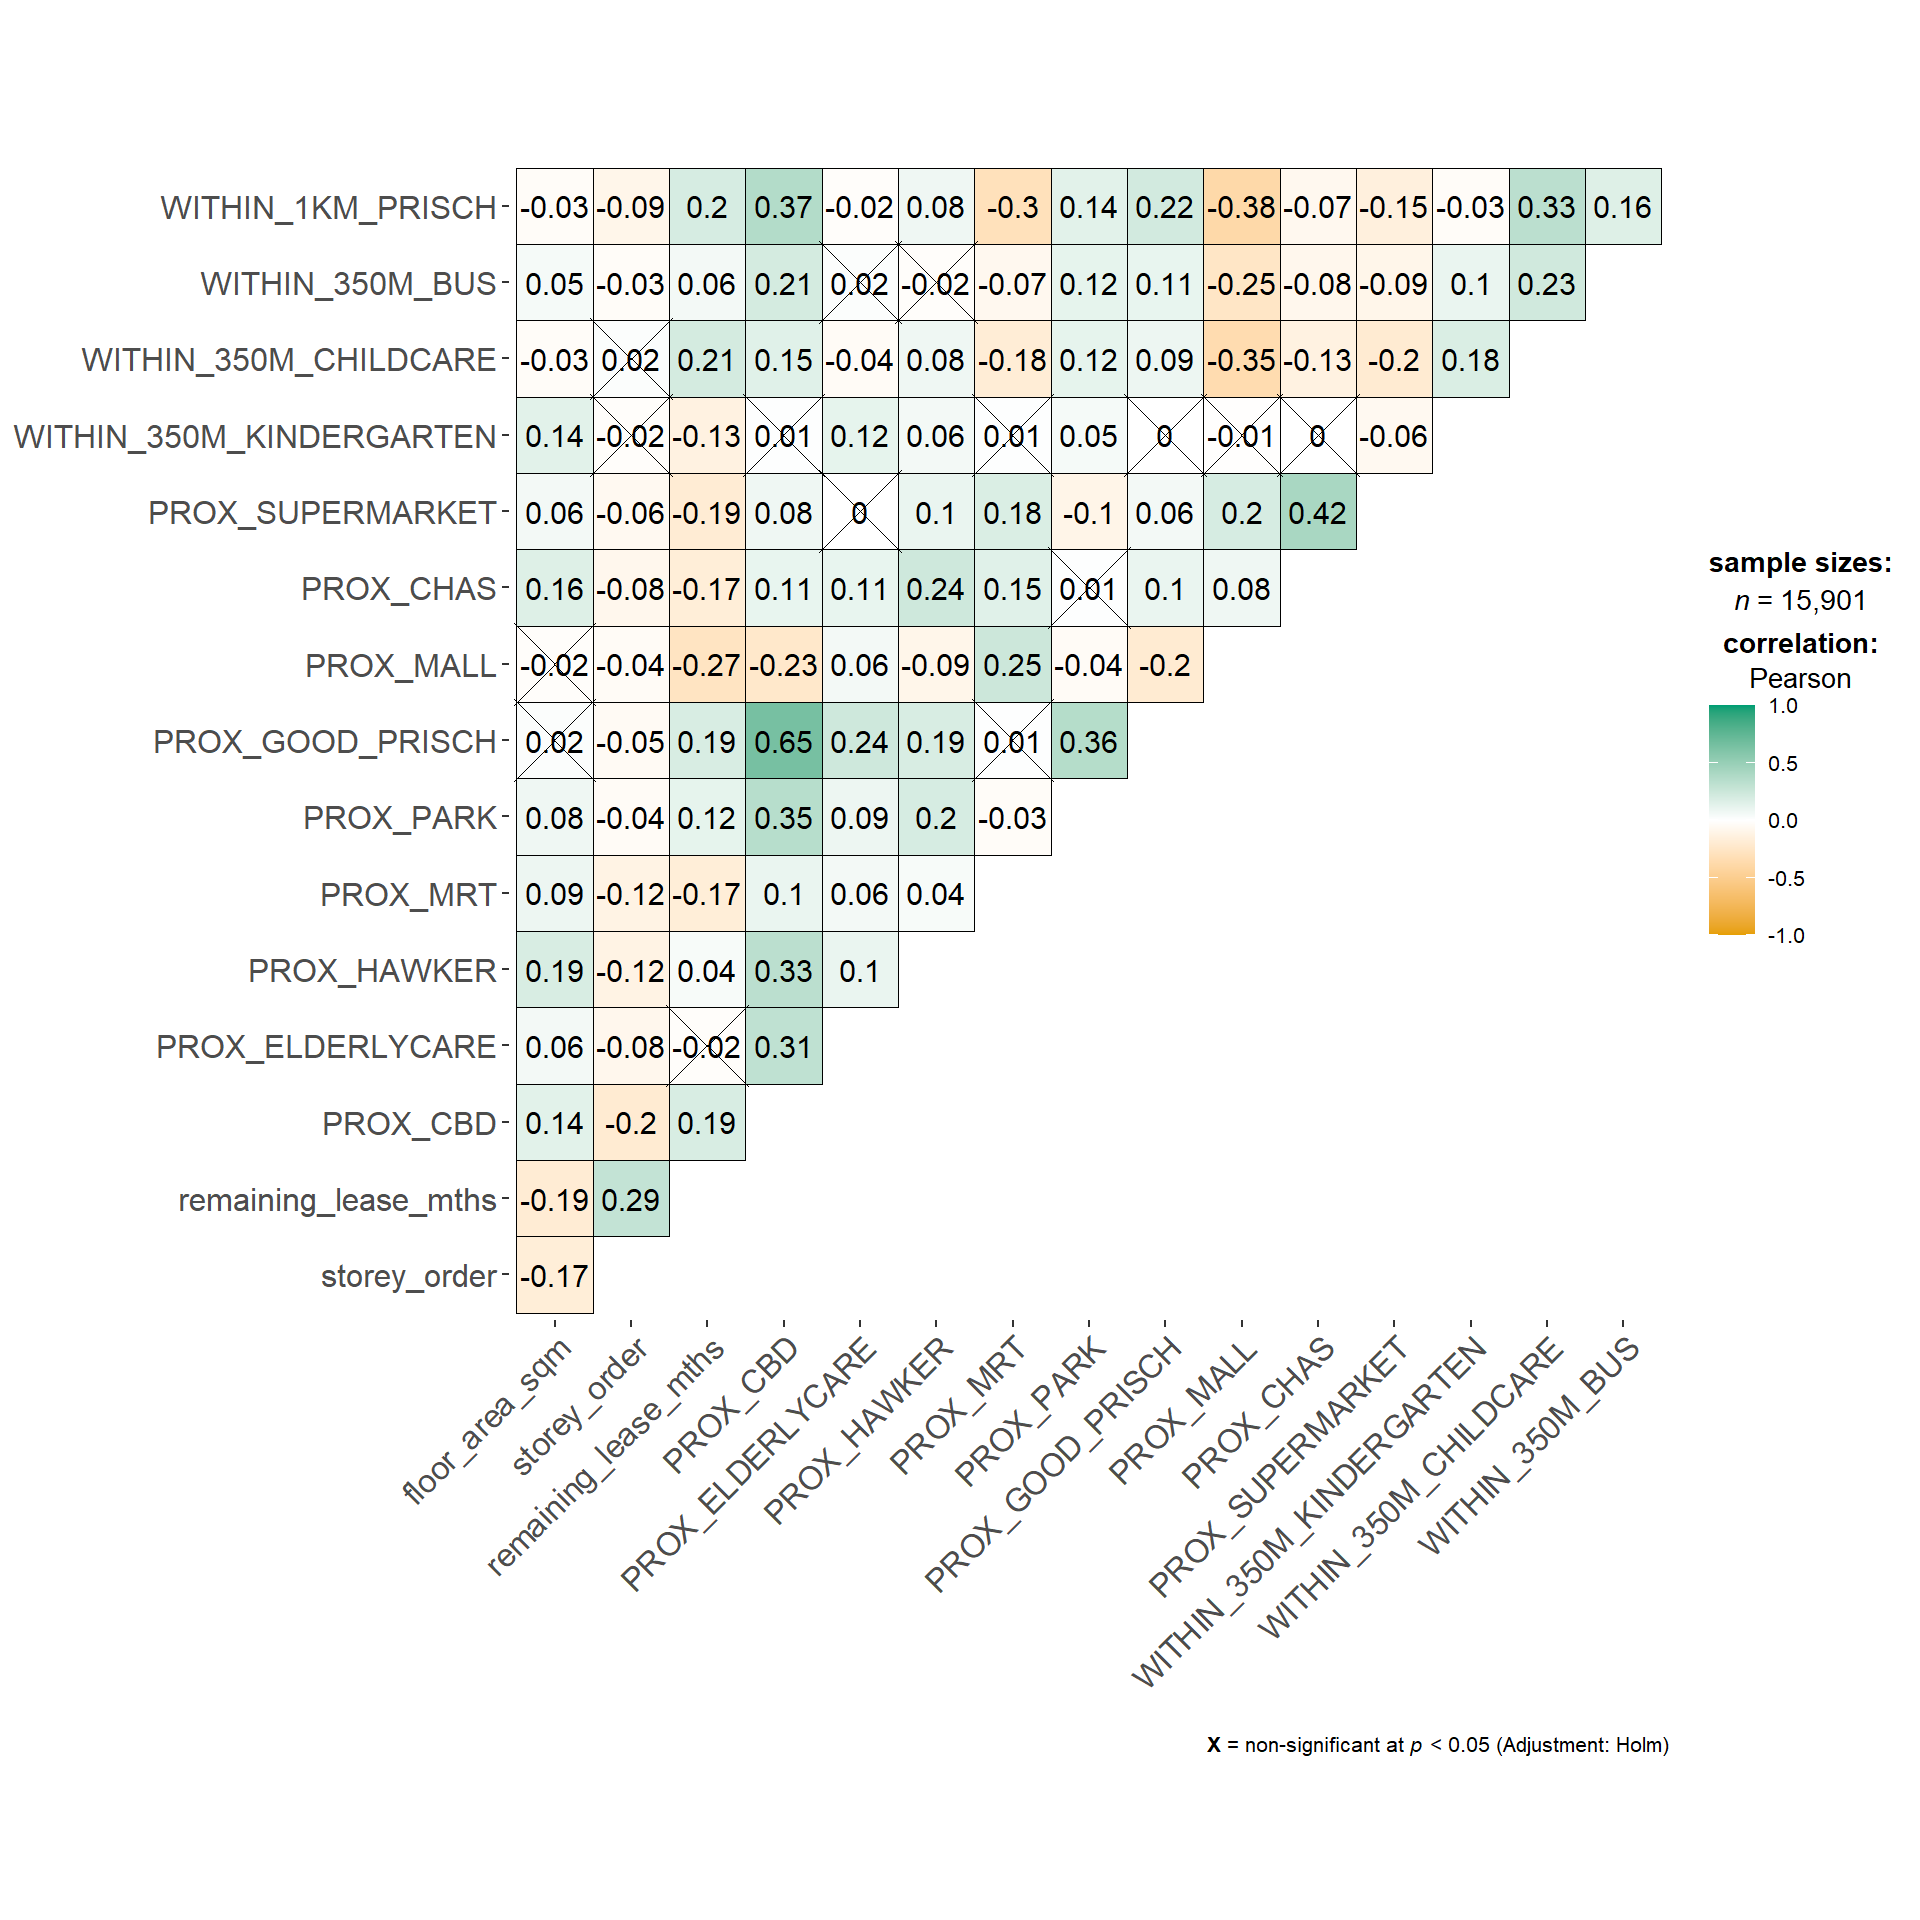 WITHIN_1KM_PRISCH -0.03 -0.09 0.2 0.37 -0.02 0.08 -0.3 0.14 0.22 -0.38 -0.07 -0.15 -0.03 0.33 0.16
WITHIN_350M_BUS 0.05 -0.03 0.06 0.21 0.02 -0.02 -0.07 0.12 0.11 -0.25 -0.08 -0.09 0.1 0.23
WITHIN_350M_CHILDCARE -0.03 0.02 0.21 0.15 -0.04 0.08 -0.18 0.12 0.09 -0.35 -0.13 -0.2 0.18
WITHIN_350M_KINDERGARTEN 0.14 -0.02 -0.13 0.01 0.12 0.06 0.01 0.05 0 -0.01 0 -0.06
PROX_SUPERMARKET 0.06 -0.06 -0.19 0.08 0 0.1 0.18 -0.1 0.06 0.2 0.42
PROX_CHAS 0.16 -0.08 -0.17 0.11 0.11 0.24 0.15 0.01 0.1 0.08
PROX_MALL -0.02 -0.04 -0.27 -0.23 0.06 -0.09 0.25 -0.04 -0.2
PROX_GOOD_PRISCH 0.02 -0.05 0.19 0.65 0.24 0.19 0.01 0.36
PROX_PARK 0.08 -0.04 0.12 0.35 0.09 0.2 -0.03
PROX_MRT 0.09 -0.12 -0.17 0.1 0.06 0.04
PROX_HAWKER 0.19 -0.12 0.04 0.33 0.1
PROX_ELDERLYCARE 0.06 -0.08 -0.02 0.31
PROX_CBD 0.14 -0.2 0.19
remaining_lease_mths -0.19 0.29
storey_order -0.17
floor_area_sqm
storey_order
remaining_lease_mths
PROX_CBD
PROX_ELDERLYCARE
PROX_HAWKER
PROX_MRT
PROX_PARK
PROX_GOOD_PRISCH
PROX_MALL
PROX_CHAS
PROX_SUPERMARKET
WITHIN_350M_KINDERGARTEN
WITHIN_350M_CHILDCARE
WITHIN_350M_BUS
sample sizes:
n = 15,901
correlation:
Pearson
1.0
0.5
0.0
-0.5
-1.0
X = non-significant at p < 0.05 (Adjustment: Holm)